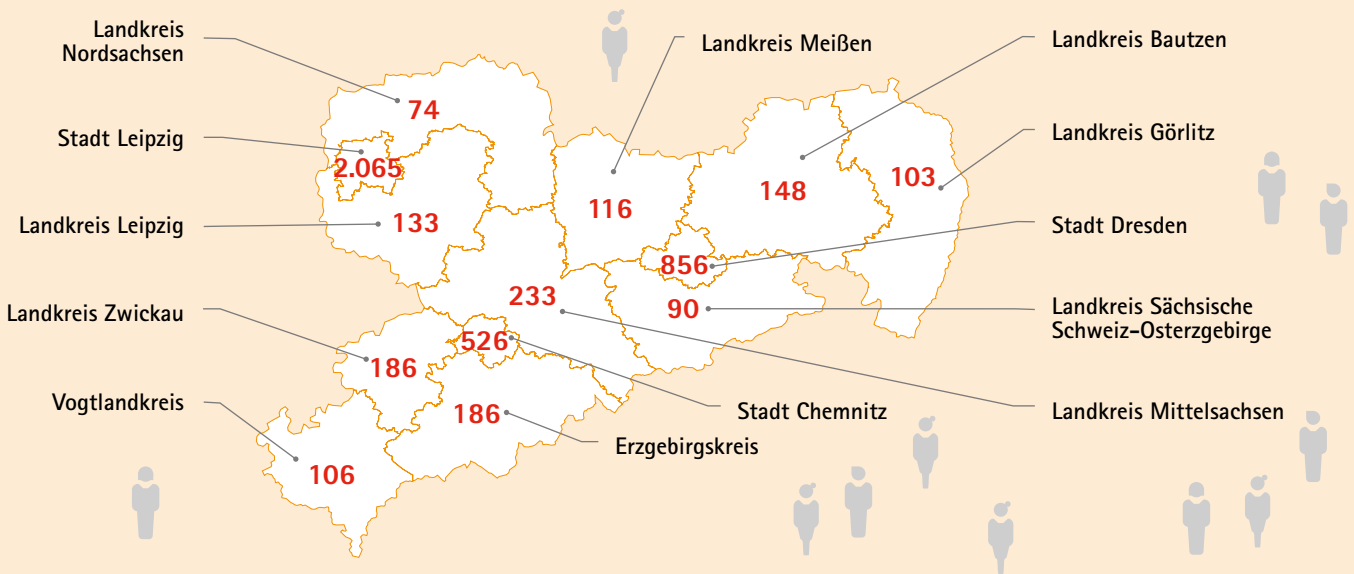 Landkreis
Nordsachsen
Landkreis Meißen
Landkreis Bautzen
74
Stadt Leipzig
Landkreis Görlitz
2.065
103
148
116
Landkreis Leipzig
133
Stadt Dresden
856
233
90
Landkreis Zwickau
Landkreis Sächsische
Schweiz-Osterzgebirge
526
186
Vogtlandkreis
186
Stadt Chemnitz
Landkreis Mittelsachsen
Erzgebirgskreis
106